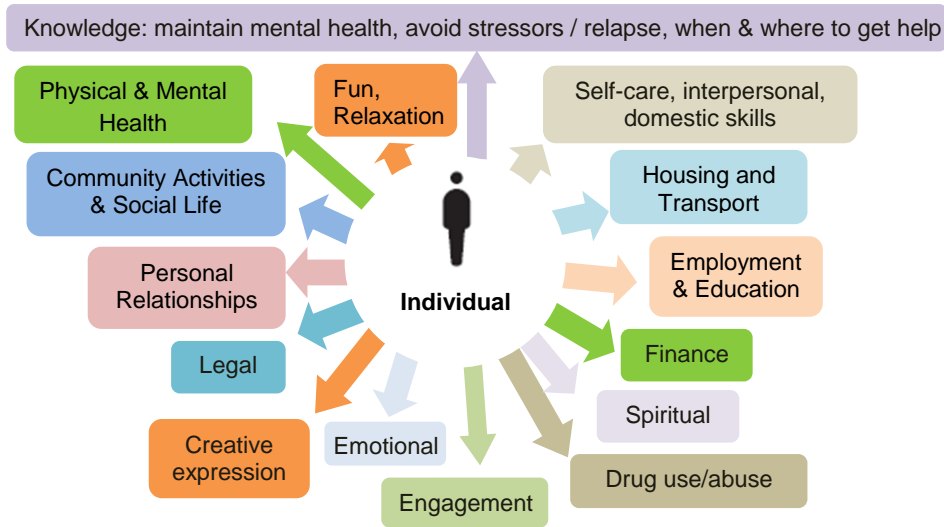 Knowledge: maintain mental health, avoid stressors / relapse, when & where to get help
Physical & Mental
Health
Fun,
Relaxation
Self-care, interpersonal,
domestic skills
Community Activities
& Social Life
Housing and
Transport
Personal
Relationships
Individual
Employment
& Education
Legal
Finance
Creative
expression
Emotional
Spiritual
Engagement
Drug use/abuse